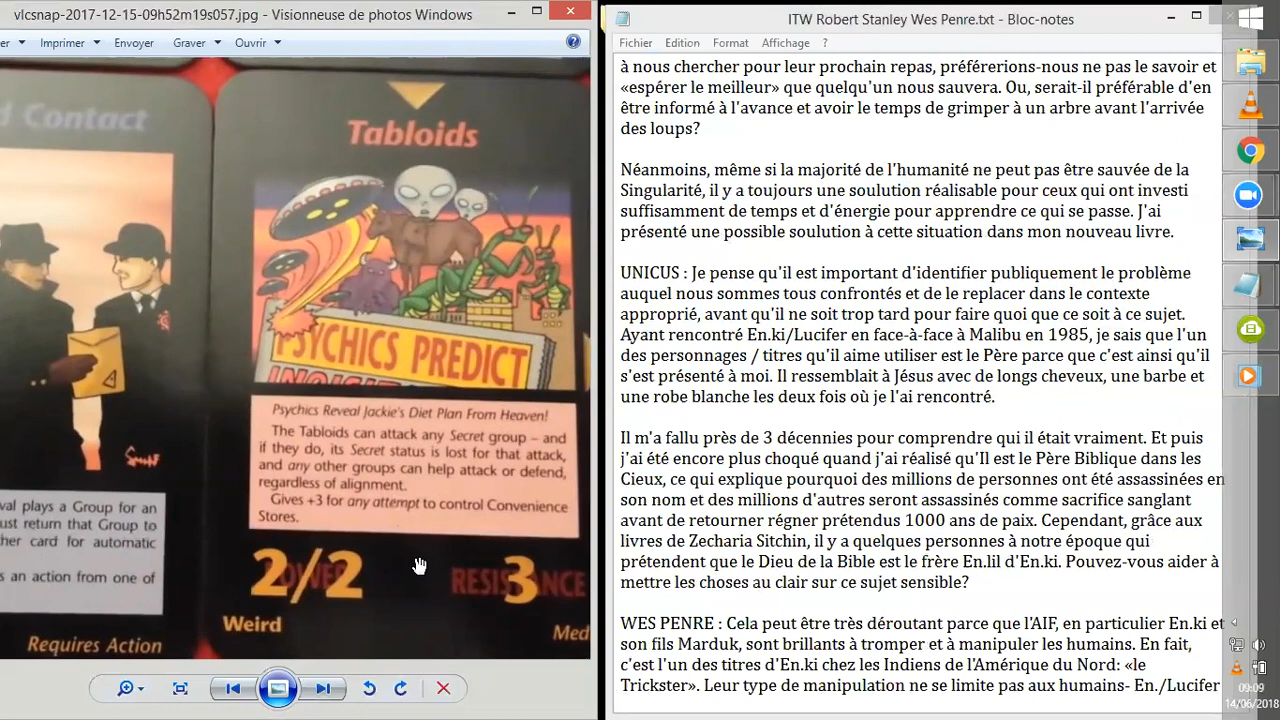 vlcsnap-2017-12-15-09h52m19s057.jpg - Visionneuse de photos Windows
Imprimer
Envoyer
Graver
Ouvrir
d Contact
val plays a Group for an
ust return that Group to
her card for automatic
s an action from one of
Requires Action
Tabloids
PSYCHICS PREDICT
Psychics Reveal Jackie's Diet Plan From Heaven!
The Tabloids can attack any Secret group – and
if they do, its Secret status is lost for that attack,
and any other groups can help attack or defend,
regardless of alignment.
Gives +3 for any attempt to control Convenience
Stores.
2/2
RESISTANCE
3
Weird
Med
ITW Robert Stanley Wes Penre.txt - Bloc-notes
Fichier
Edition
Format
Affichage
?
à nous chercher pour leur prochain repas, préférerions-nous ne pas le savoir et
«espérer le meilleur» que quelqu'un nous sauvera. Ou, serait-il préférable d'en
être informé à l'avance et avoir le temps de grimper à un arbre avant l'arrivée
des loups?
Néanmoins, même si la majorité de l'humanité ne peut pas être sauvée de la
Singularité, il y a toujours une soulution réalisable pour ceux qui ont investi
suffisamment de temps et d'énergie pour apprendre ce qui se passe. J'ai
présenté une possible soulution à cette situation dans mon nouveau livre.
UNICUS : Je pense qu'il est important d'identifier publiquement le problème
auquel nous sommes tous confrontés et de le replacer dans le contexte
approprié, avant qu'il ne soit trop tard pour faire quoi que ce soit à ce sujet.
Ayant rencontré En.ki/Lucifer en face-à-face à Malibu en 1985, je sais que l'un
des personnages / titres qu'il aime utiliser est le Père parce que c'est ainsi qu'il
s'est présenté à moi. Il ressemblait à Jésus avec de longs cheveux, une barbe et
une robe blanche les deux fois où je l'ai rencontré.
Il m'a fallu près de 3 décennies pour comprendre qui il était vraiment. Et puis
j'ai été encore plus choqué quand j'ai réalisé qu'Il est le Père Biblique dans les
Cieux, ce qui explique pourquoi des millions de personnes ont été assassinées en
son nom et des millions d'autres seront assassinés comme sacrifice sanglant
avant de retourner régner prétendus 1000 ans de paix. Cependant, grâce aux
livres de Zecharia Sitchin, il y a quelques personnes à notre époque qui
prétendent que le Dieu de la Bible est le frère En.lil d'En.ki. Pouvez-vous aider à
mettre les choses au clair sur ce sujet sensible?
WES PENRE : Cela peut être très déroutant parce que l'AIF, en particulier En.ki et
son fils Marduk, sont brillants à tromper et à manipuler les humains. En fait,
c'est l'un des titres d'En.ki chez les Indiens de l'Amérique du Nord: «le
Trickster». Leur type de manipulation ne se limite pas aux humains- En./Lucifer
09:09
14/06/2018